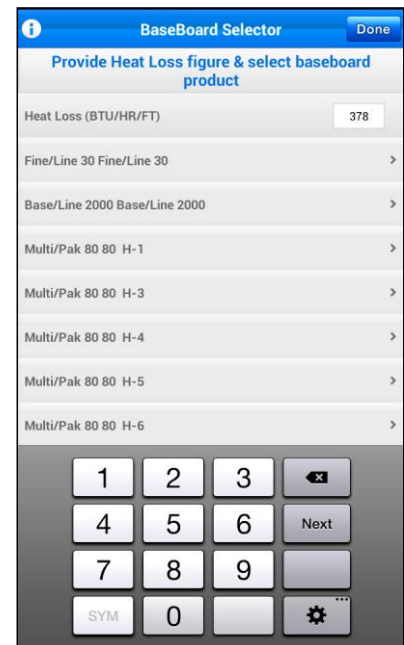 BaseBoard Selector Done
Provide Heat Loss figure & select baseboard
product
Heat Loss (BTU/HR/FT) 378
Fine/Line 30 Fine/Line 30
Base/Line 2000 Base/Line 2000
Multi/Pak 80 80 H-1
Multi/Pak 80 80 H-3
Multi/Pak 80 80 H-4
Multi/Pak 80 80 H-5
Multi/Pak 80 80 H-6
1 2 3
4 5 6 Next
7 8 9
SYM 0